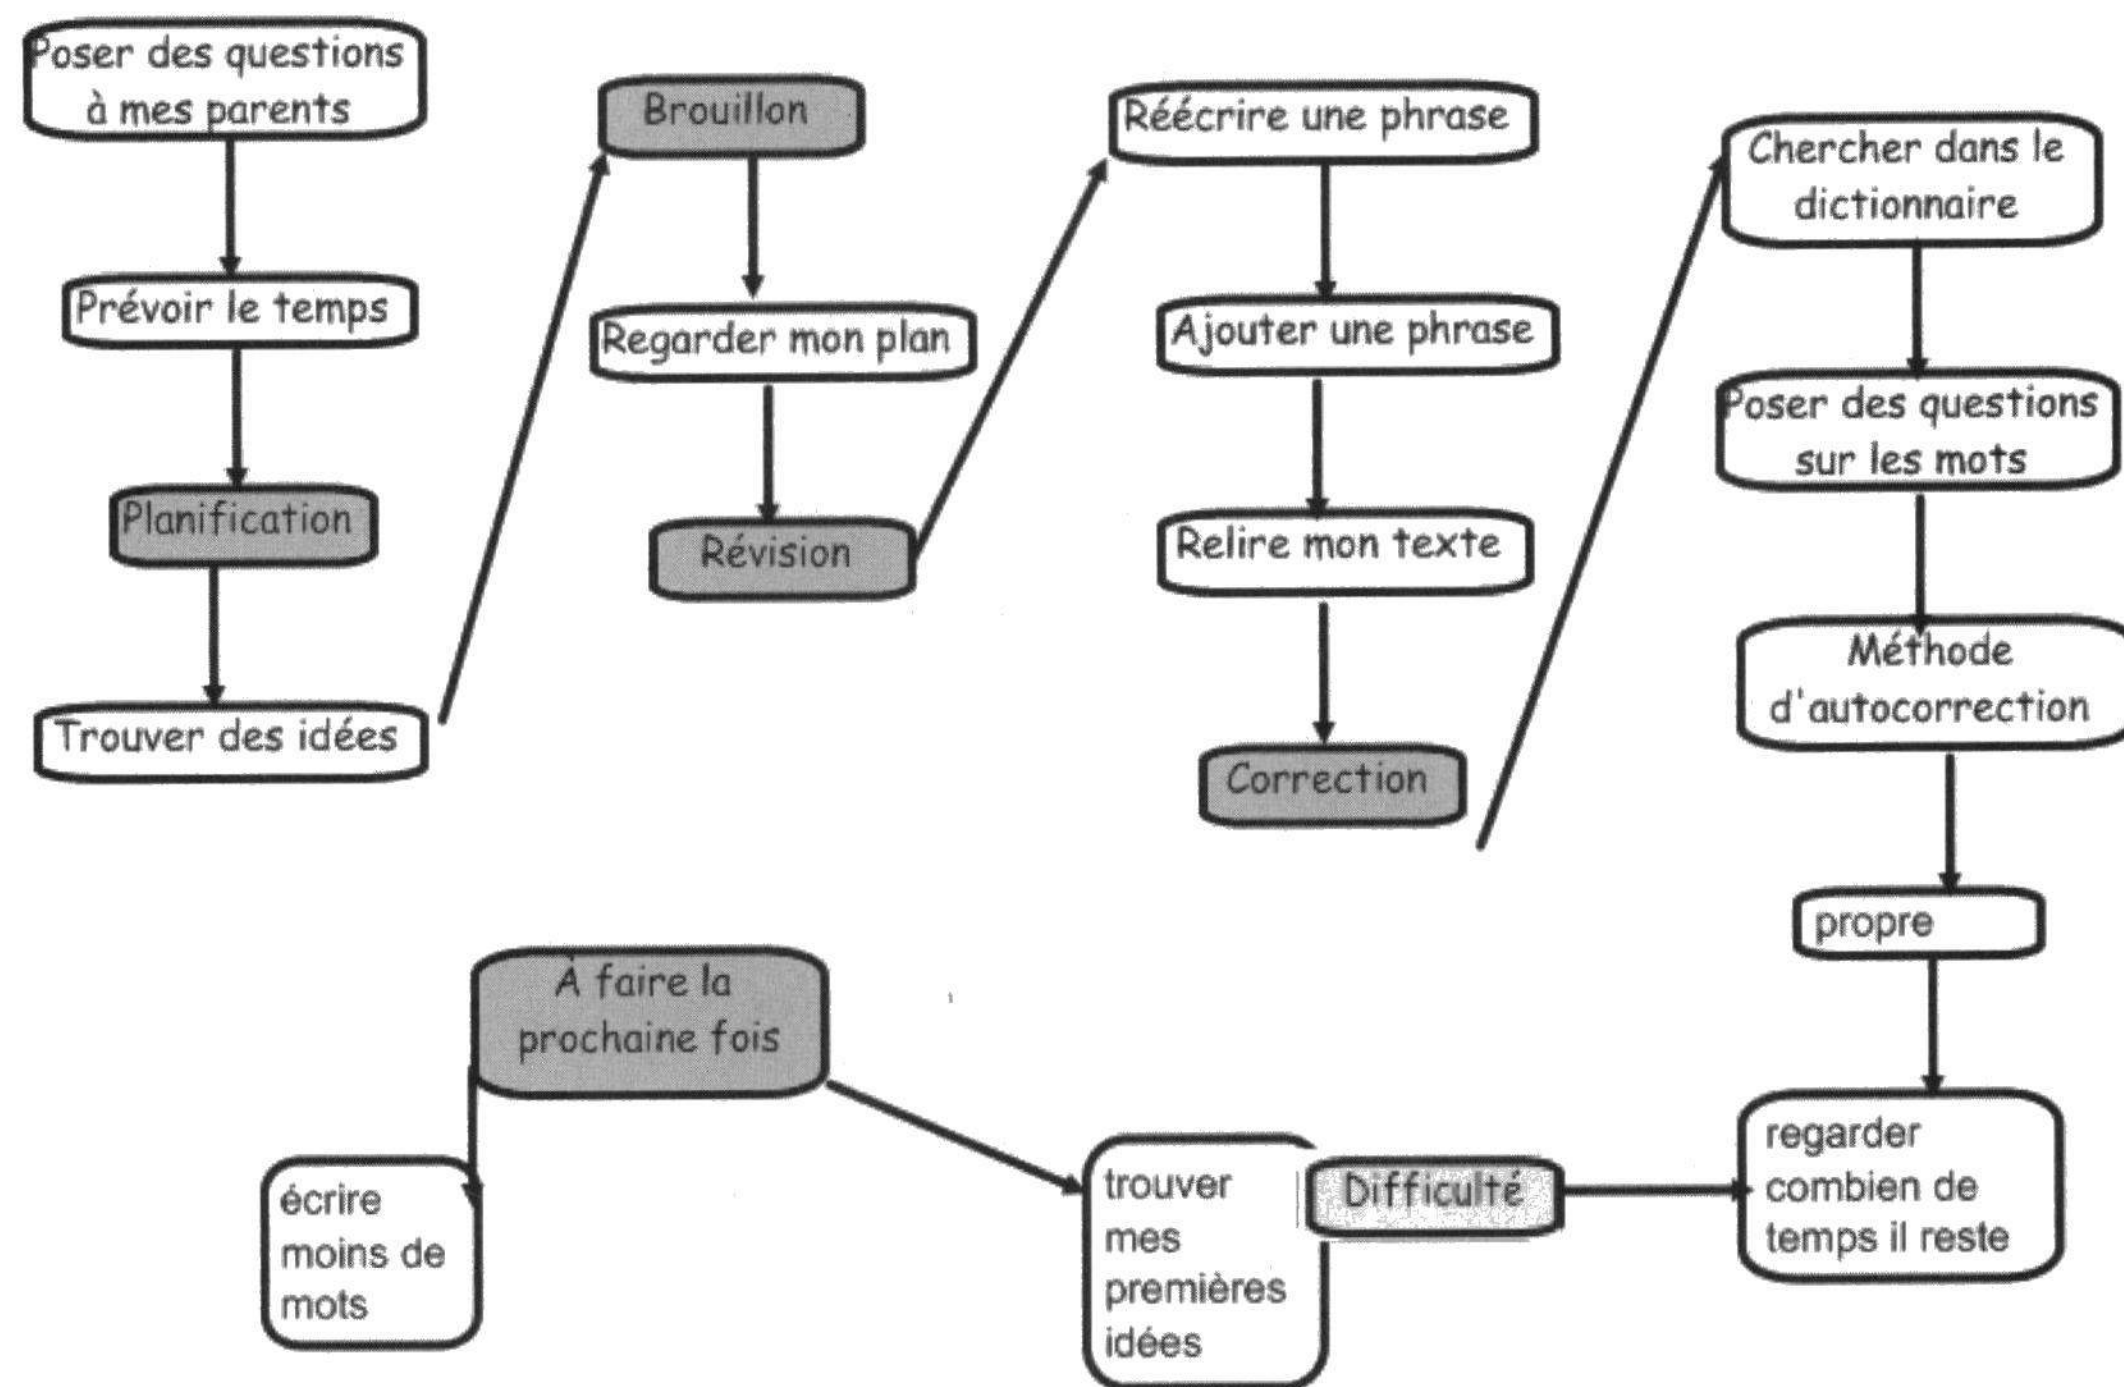 Poser des questions
à mes parents
Prévoir le temps
Planification
Trouver des idées
Brouillon
Regarder mon plan
Révision
Réécrire une phrase
Ajouter une phrase
Relire mon texte
Correction
Chercher dans le
dictionnaire
Poser des questions
sur les mots
Méthode
d'autocorrection
propre
regarder
combien de
temps il reste
Difficulté
trouver
mes
premières
idées
À faire la
prochaine fois
écrire
moins de
mots